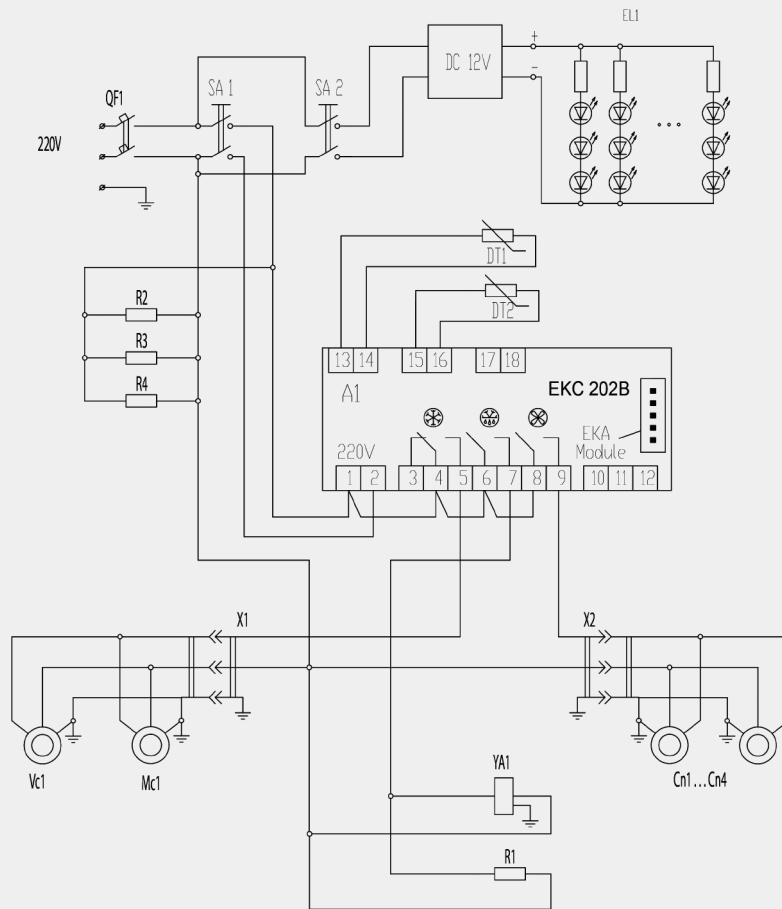 EL1
+
-
DC 12V
QF1
SA 1
SA 2
220V
DT1
DT2
R2
R3
R4
13 14 15 16 17 18
A1
EKC 202B
EKA
Module
220V
1 2 3 4 5 6 7 8 9 10 11 12
X1
X2
Vc1
Mc1
Cn1...Cn4
YA1
R1